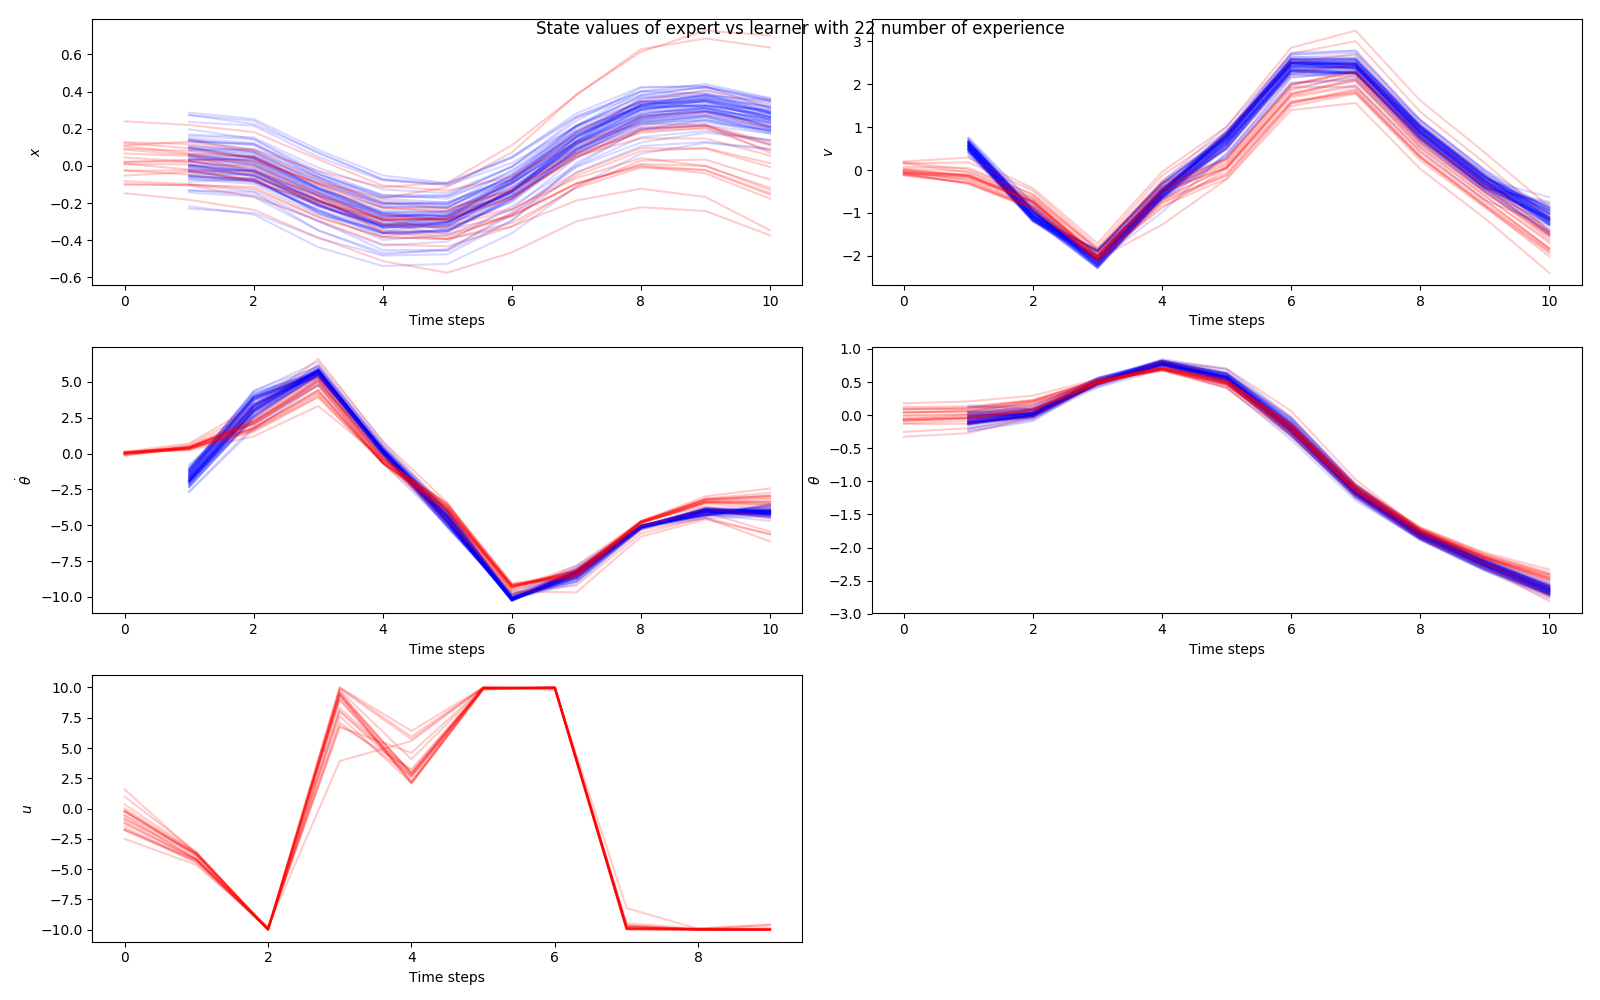 State values of expert vs learner with 22 number of experience
0.6
0.4
0.2
0.0
−0.2
−0.4
−0.6
x
0 2 4 6 8 10
Time steps
3
2
1
0
−1
−2
v
0 2 4 6 8 10
Time steps
5.0
2.5
0.0
−2.5
−5.0
−7.5
−10.0
θ̇
0 2 4 6 8 10
Time steps
1.0
0.5
0.0
−0.5
−1.0
−1.5
−2.0
−2.5
−3.0
θ
0 2 4 6 8 10
Time steps
10.0
7.5
5.0
2.5
0.0
−2.5
−5.0
−7.5
−10.0
u
0 2 4 6 8
Time steps